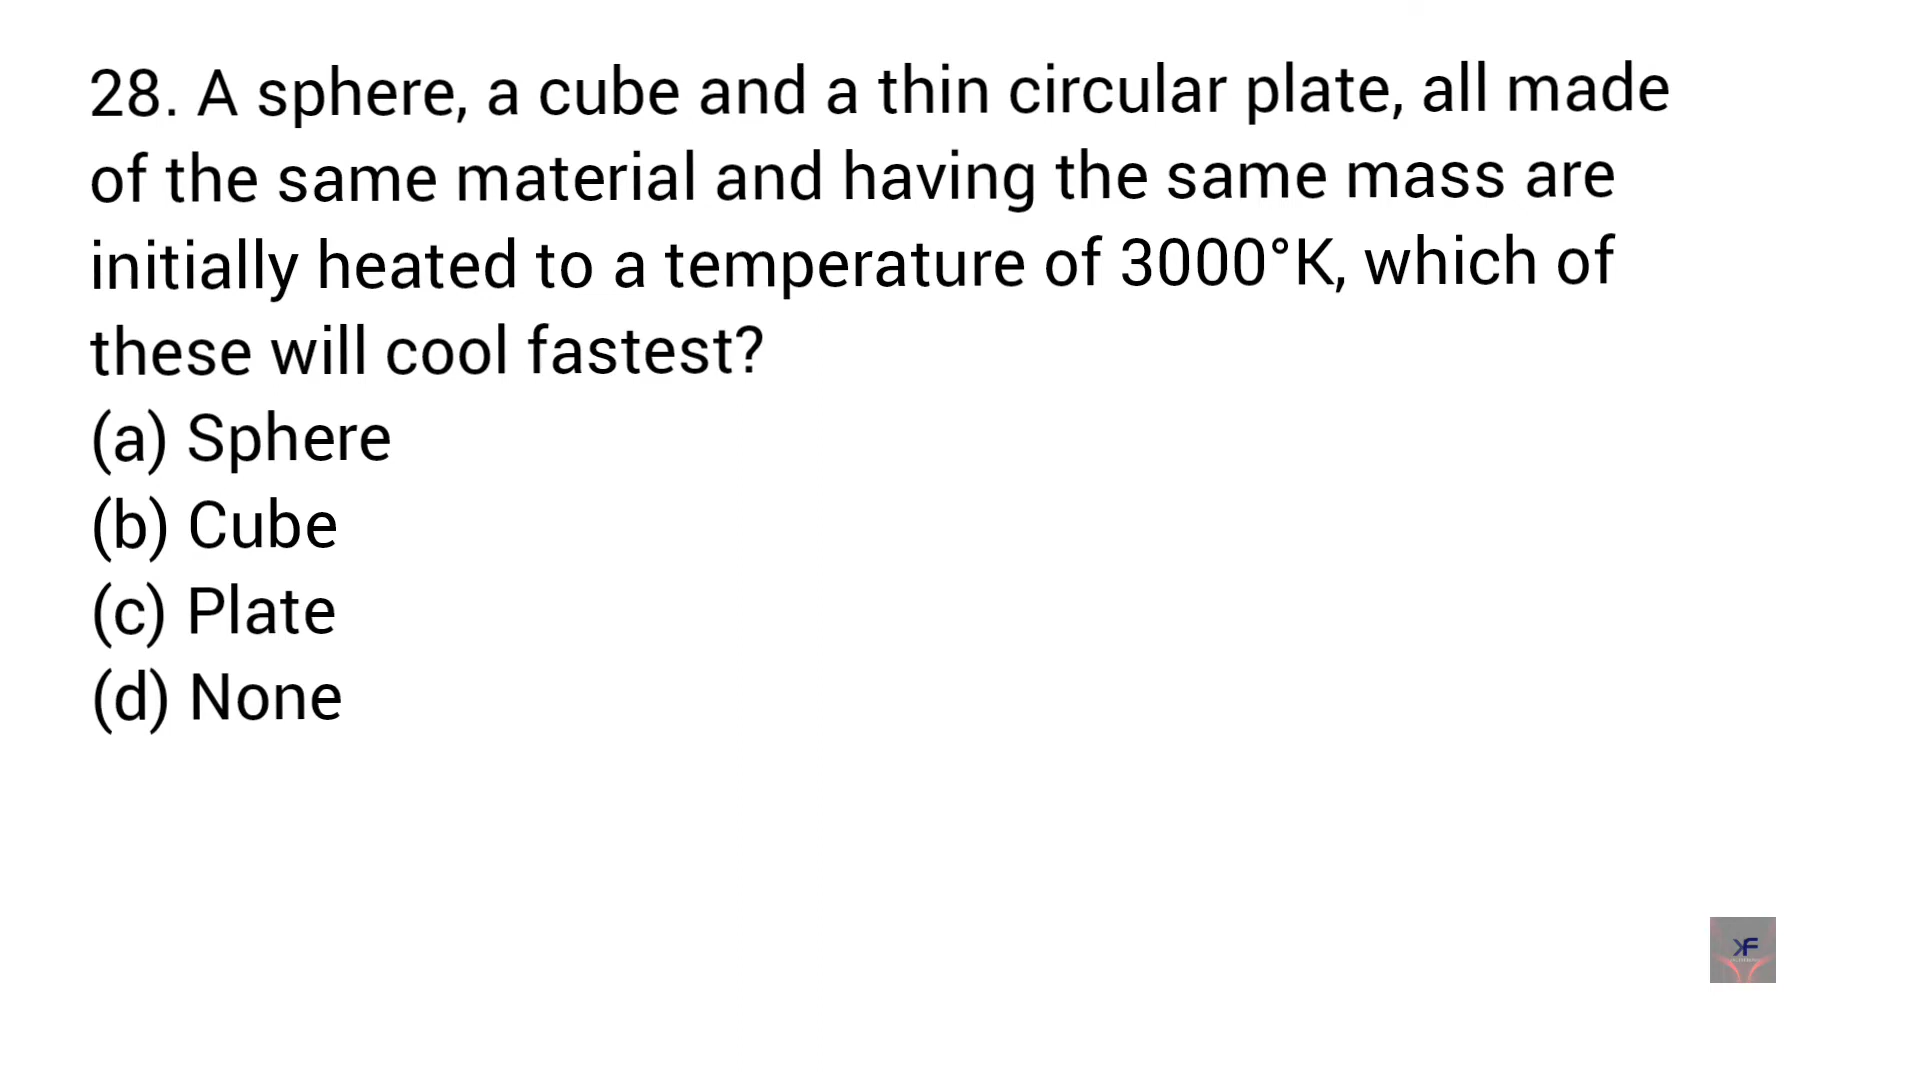 28. A sphere, a cube and a thin circular plate, all made
of the same material and having the same mass are
initially heated to a temperature of 3000°K, which of
these will cool fastest?
(a) Sphere
(b) Cube
(c) Plate
(d) None